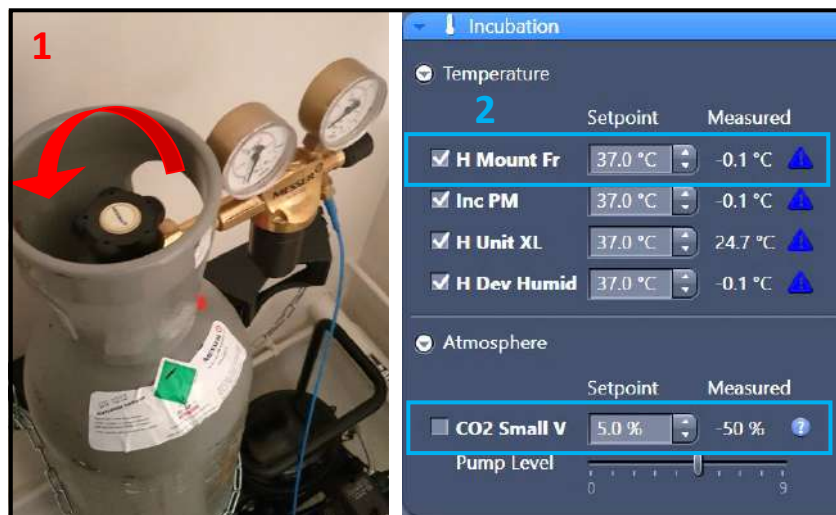 1
MESSER
MESSER
Incubation
Temperature
2
Setpoint Measured
H Mount Fr 37.0 °C -0.1 °C
Inc PM 37.0 °C -0.1 °C
H Unit XL 37.0 °C 24.7 °C
H Dev Humid 37.0 °C -0.1 °C
Atmosphere
Setpoint Measured
CO2 Small V 5.0 % -50 % ?
Pump Level
0 9